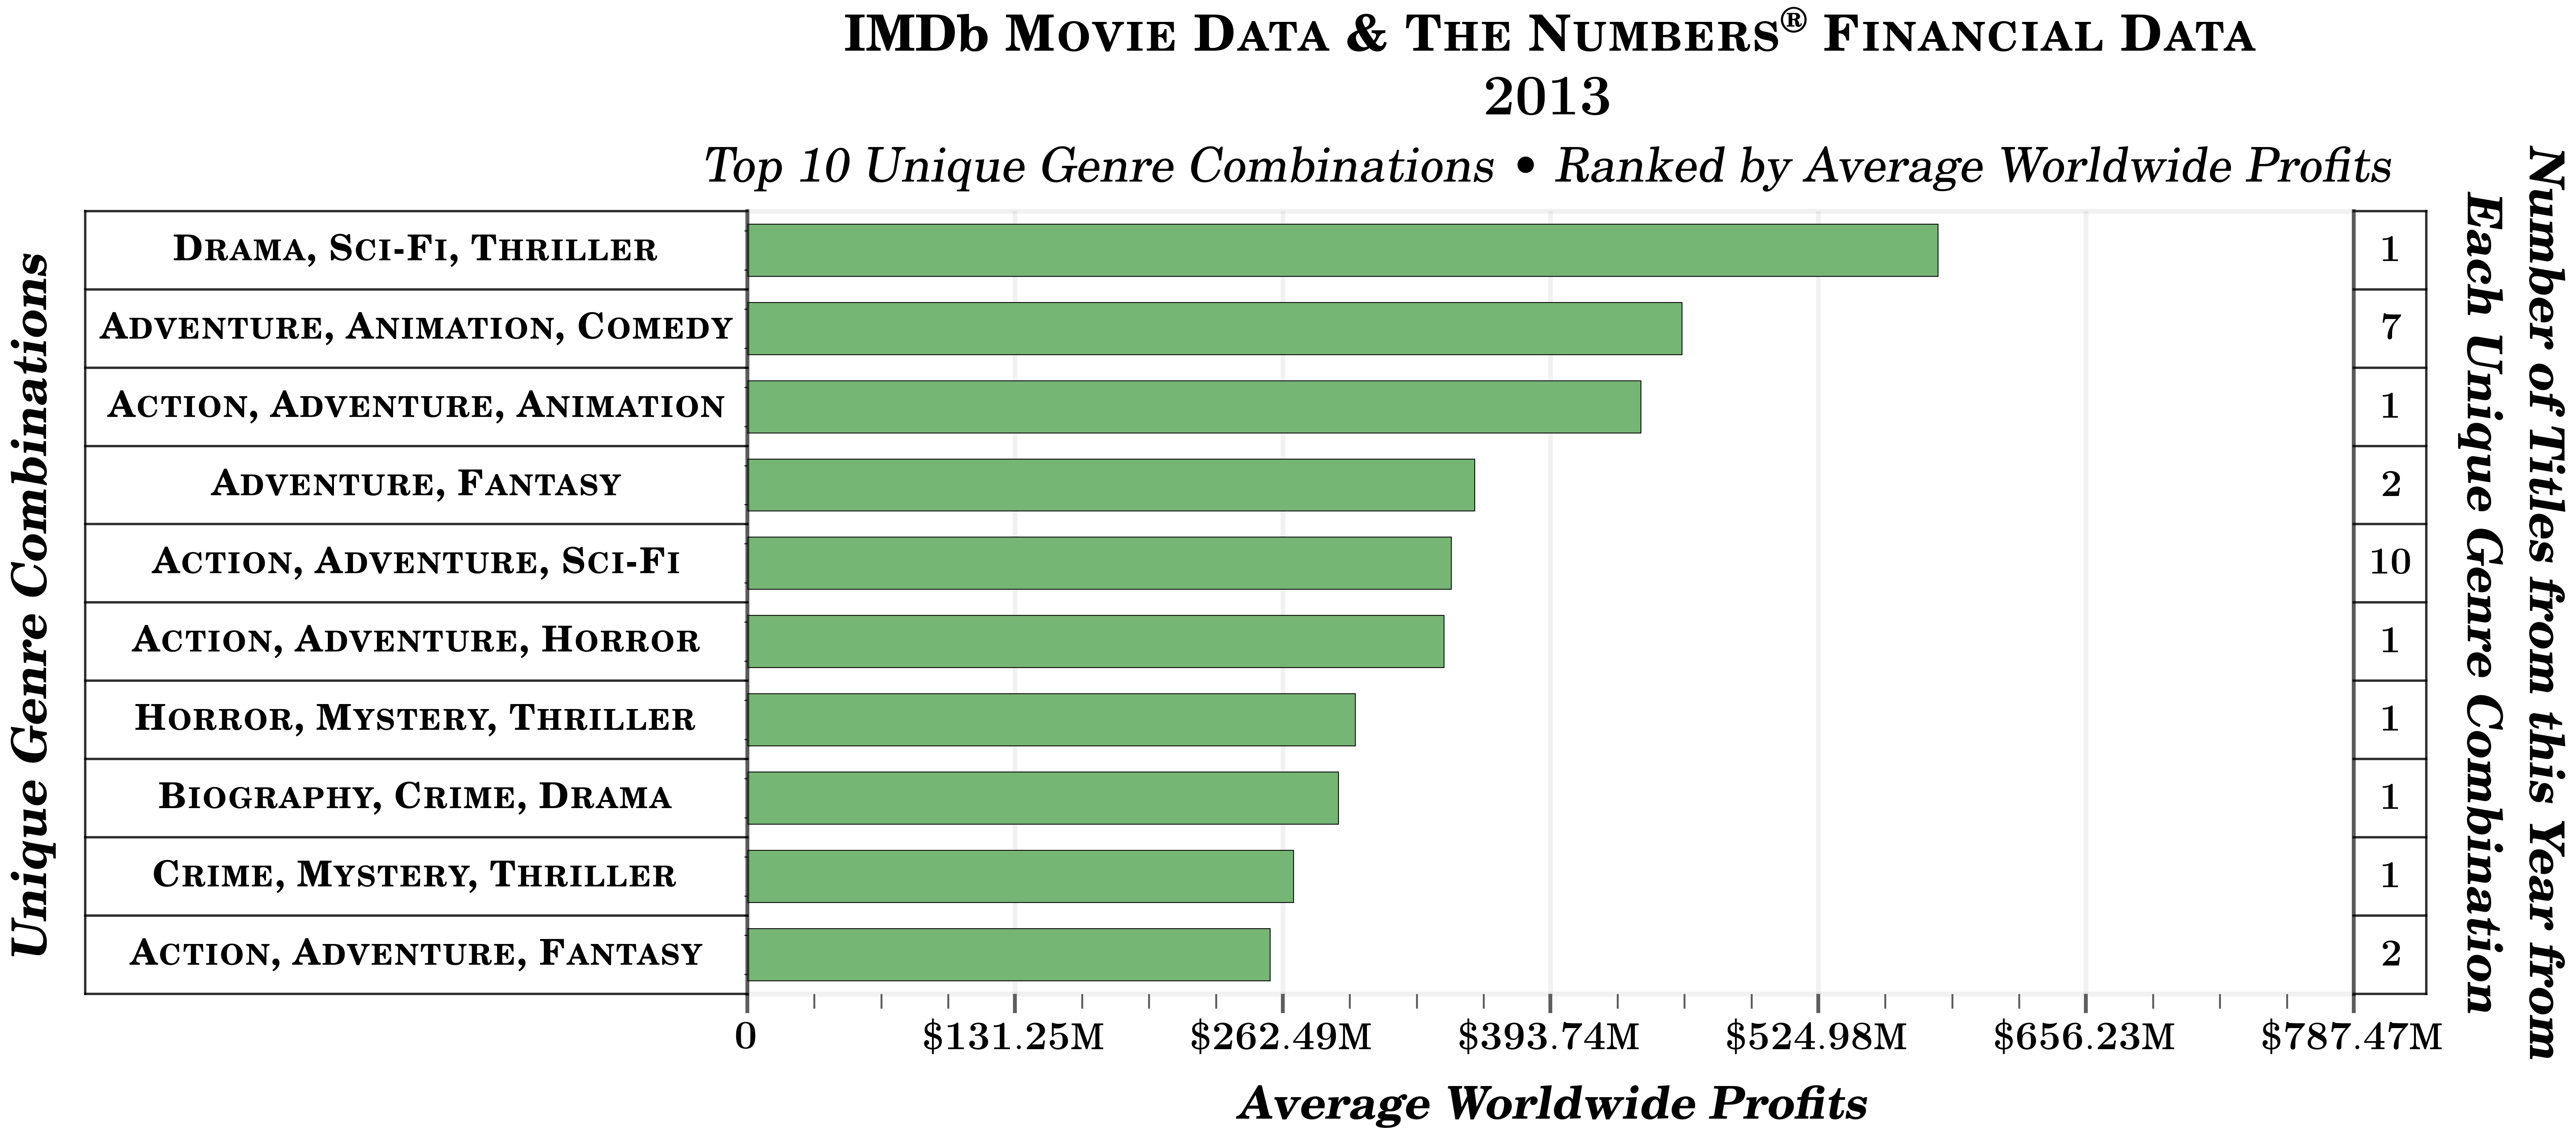 IMDb MOVIE DATA & THE NUMBERS® FINANCIAL DATA
2013
Top 10 Unique Genre Combinations • Ranked by Average Worldwide Profits
Unique Genre Combinations
DRAMA, SCI-FI, THRILLER 1
ADVENTURE, ANIMATION, COMEDY 7
ACTION, ADVENTURE, ANIMATION 1
ADVENTURE, FANTASY 2
ACTION, ADVENTURE, SCI-FI 10
ACTION, ADVENTURE, HORROR 1
HORROR, MYSTERY, THRILLER 1
BIOGRAPHY, CRIME, DRAMA 1
CRIME, MYSTERY, THRILLER 1
ACTION, ADVENTURE, FANTASY 2
Number of Titles from this Year from
Each Unique Genre Combination
0 $131.25M $262.49M $393.74M $524.98M $656.23M $787.47M
Average Worldwide Profits